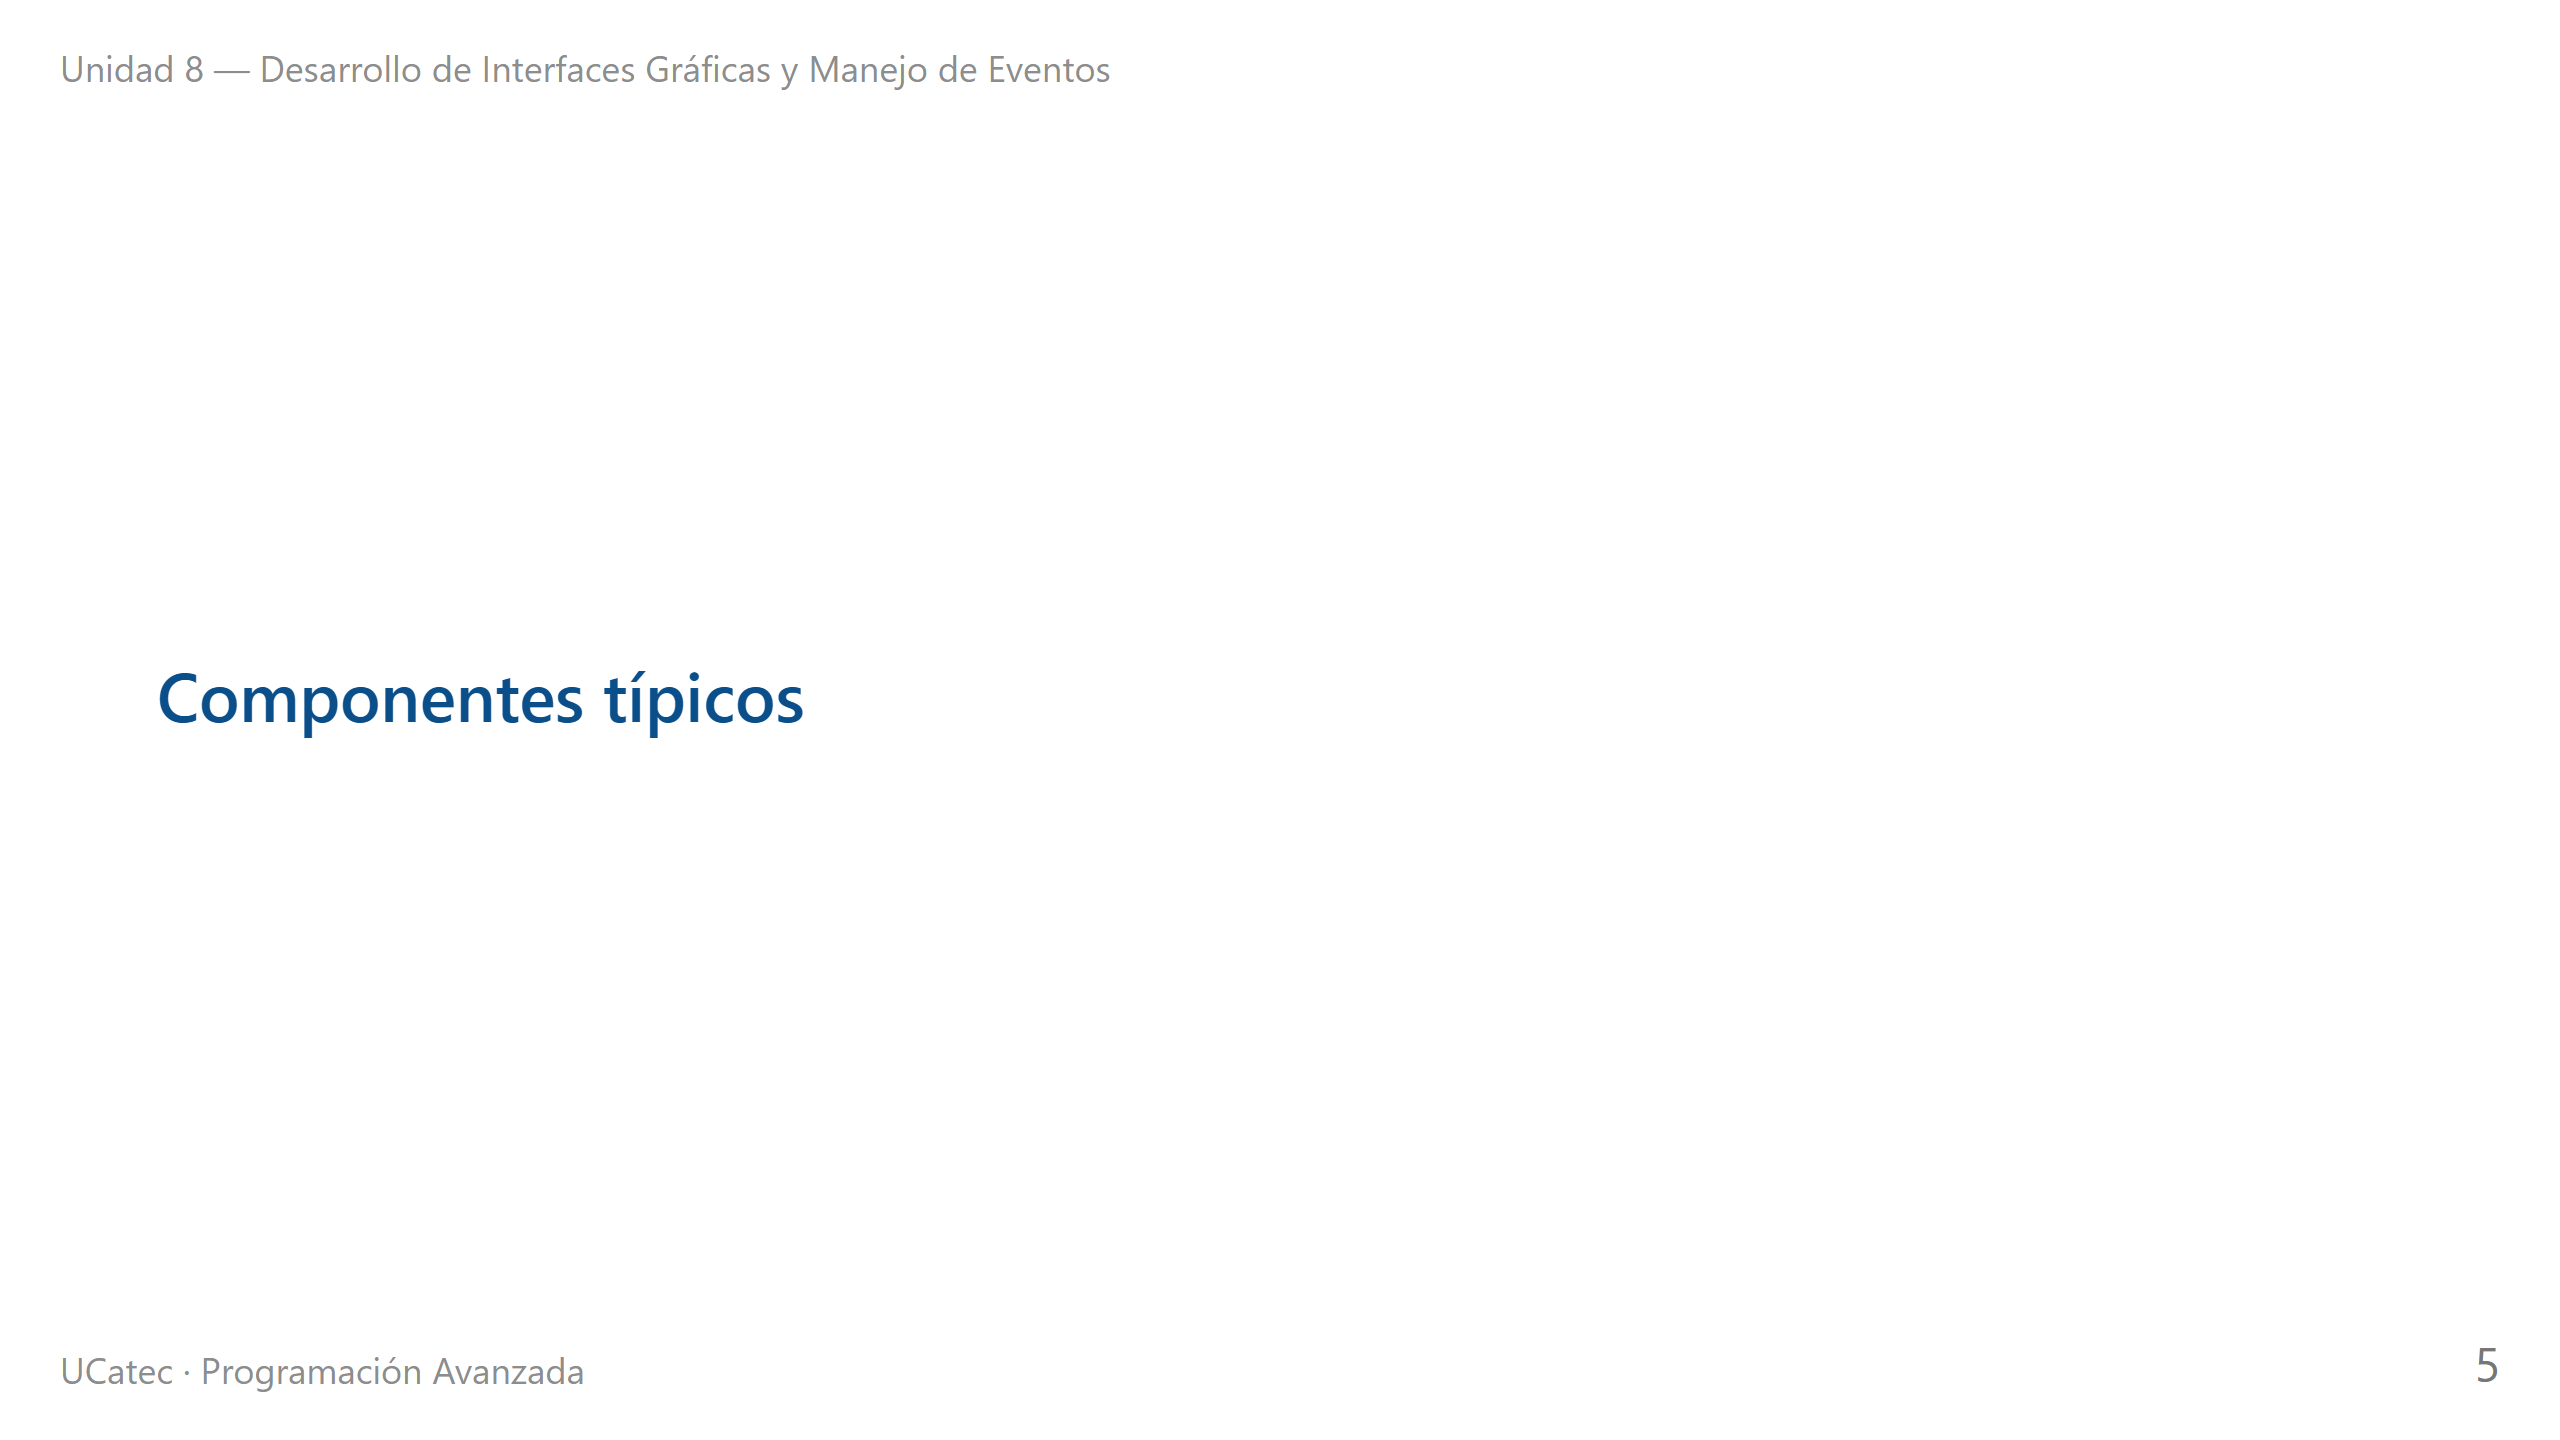 Unidad 8 — Desarrollo de Interfaces Gráficas y Manejo de Eventos
Componentes típicos
UCatec · Programación Avanzada
5